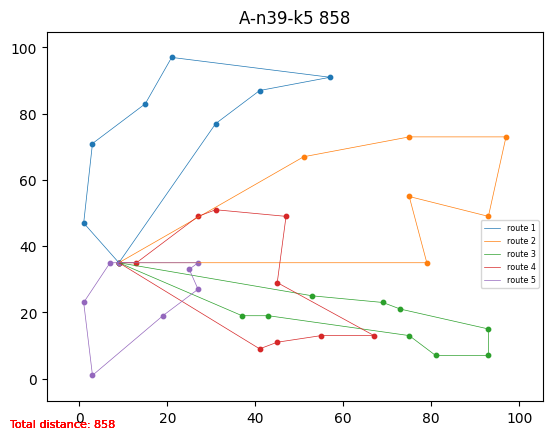 A-n39-k5 858
100
80
60
40
20
0
route 1
route 2
route 3
route 4
route 5
0 20 40 60 80 100
Total distance: 858